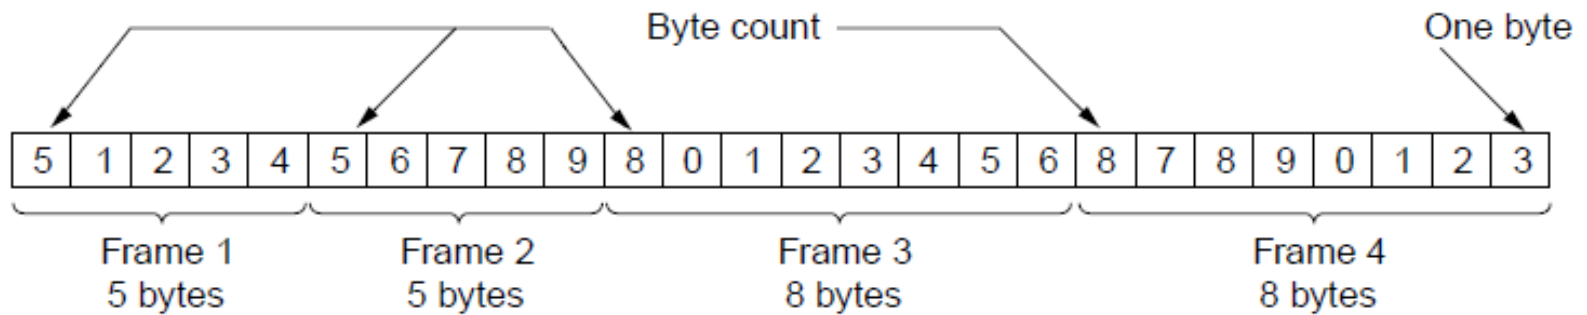 Byte count One byte
5 1 2 3 4 5 6 7 8 9 8 0 1 2 3 4 5 6 8 7 8 9 0 1 2 3
Frame 1 Frame 2 Frame 3 Frame 4
5 bytes 5 bytes 8 bytes 8 bytes